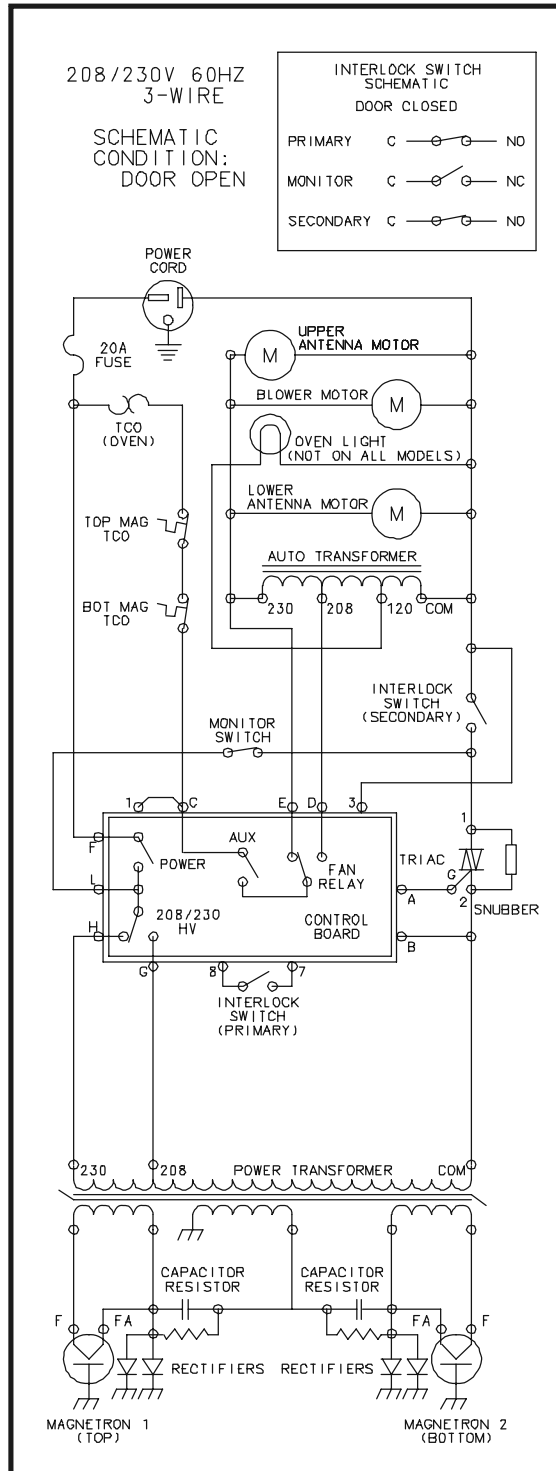 208/230V 60HZ
3-WIRE
SCHEMATIC
CONDITION:
DOOR OPEN
INTERLOCK SWITCH
SCHEMATIC
DOOR CLOSED
PRIMARY C NO
MONITOR C NC
SECONDARY C NO
POWER
CORD
20A
FUSE
UPPER
ANTENNA MOTOR
M
BLOWER MOTOR
M
TCO
(OVEN)
OVEN LIGHT
(NOT ON ALL MODELS)
LOWER
ANTENNA MOTOR
M
TOP MAG
TCO
AUTO TRANSFORMER
BOT MAG
TCO
230 208 120 COM
INTERLOCK
SWITCH
(SECONDARY)
MONITOR
SWITCH
1 C E D 3
1
F
POWER
AUX
FAN
RELAY
TRIAC
G
L
A
2
SNUBBER
208/230
HV
CONTROL
BOARD
H
B
G 8 7
INTERLOCK
SWITCH
(PRIMARY)
230 208 POWER TRANSFORMER COM
CAPACITOR
RESISTOR
CAPACITOR
RESISTOR
F FA FA F
RECTIFIERS RECTIFIERS
MAGNETRON 1
(TOP)
MAGNETRON 2
(BOTTOM)